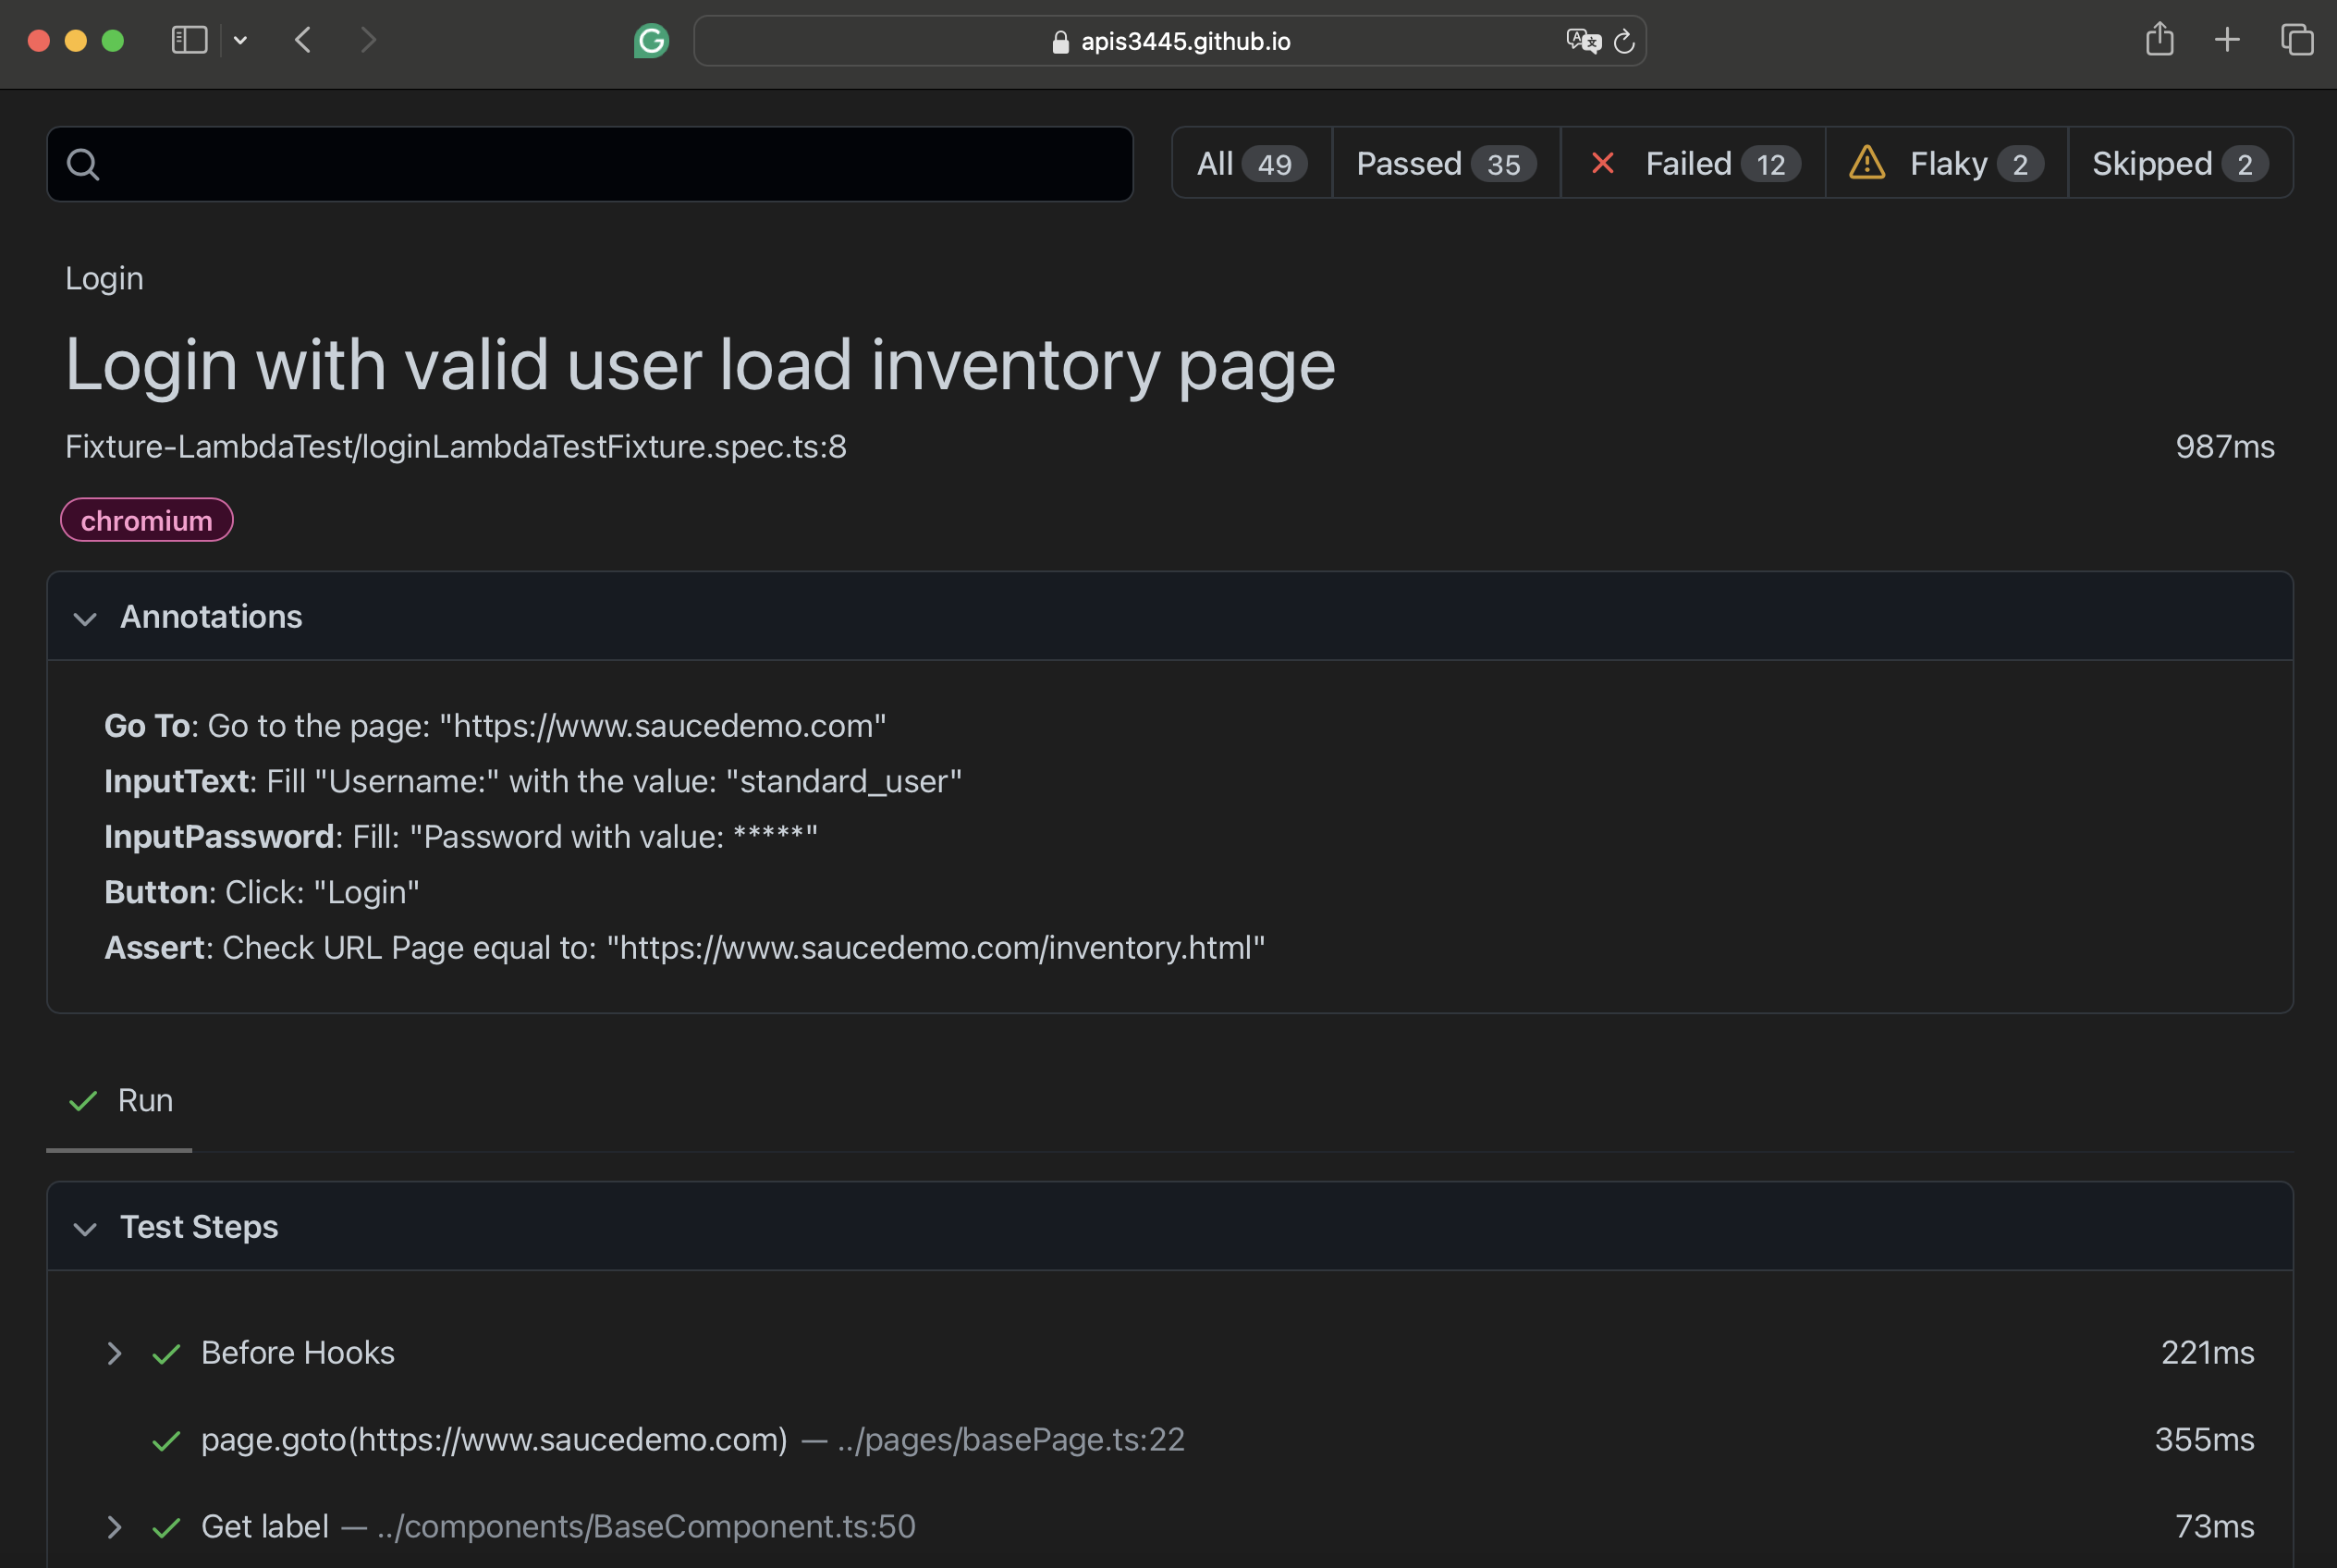 apis3445.github.io
All 49 Passed 35 Failed 12 Flaky 2 Skipped 2
Login
Login with valid user load inventory page
Fixture-LambdaTest/loginLambdaTestFixture.spec.ts:8 987ms
chromium
Annotations
Go To: Go to the page: "https://www.saucedemo.com"
InputText: Fill "Username:" with the value: "standard_user"
InputPassword: Fill: "Password with value: *****"
Button: Click: "Login"
Assert: Check URL Page equal to: "https://www.saucedemo.com/inventory.html"
Run
Test Steps
Before Hooks 221ms
page.goto(https://www.saucedemo.com) — ../pages/basePage.ts:22 355ms
Get label — ../components/BaseComponent.ts:50 73ms